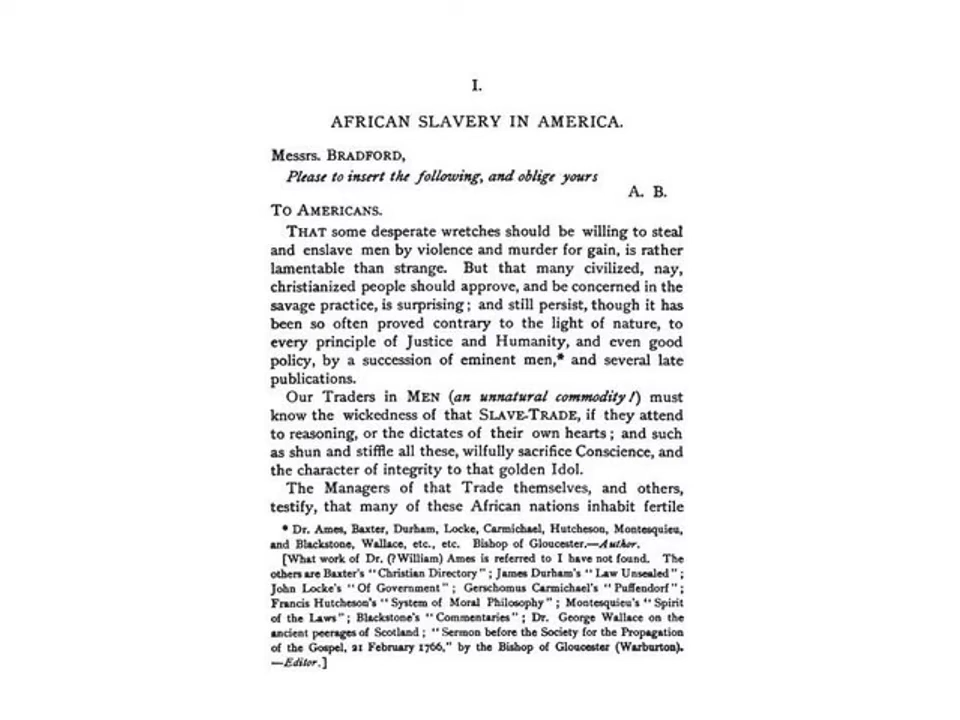 I.
AFRICAN SLAVERY IN AMERICA.
Messrs. BRADFORD,
Please to insert the following, and oblige yours
A. B.
TO AMERICANS.
THAT some desperate wretches should be willing to steal
and enslave men by violence and murder for gain, is rather
lamentable than strange. But that many civilized, nay,
christianized people should approve, and be concerned in the
savage practice, is surprising; and still persist, though it has
been so often proved contrary to the light of nature, to
every principle of Justice and Humanity, and even good
policy, by a succession of eminent men,* and several late
publications.
Our Traders in MEN (an unnatural commodity!) must
know the wickedness of that SLAVE-TRADE, if they attend
to reasoning, or the dictates of their own hearts; and such
as shun and stiffle all these, wilfully sacrifice Conscience, and
the character of integrity to that golden Idol.
The Managers of that Trade themselves, and others,
testify, that many of these African nations inhabit fertile
* Dr. Ames, Baxter, Durham, Locke, Carmichael, Hutcheson, Montesquieu,
and Blackstone, Wallace, etc., etc. Bishop of Gloucester.—Author.
[What work of Dr. (?William) Ames is referred to I have not found. The
others are Baxter's "Christian Directory"; James Durham's "Law Unsealed";
John Locke's "Of Government"; Gerschomus Carmichael's "Puffendorf";
Francis Hutcheson's "System of Moral Philosophy"; Montesquieu's "Spirit
of the Laws"; Blackstone's "Commentaries"; Dr. George Wallace on the
ancient peerages of Scotland; "Sermon before the Society for the Propagation
of the Gospel, 21 February 1766," by the Bishop of Gloucester (Warburton).
—Editor.]